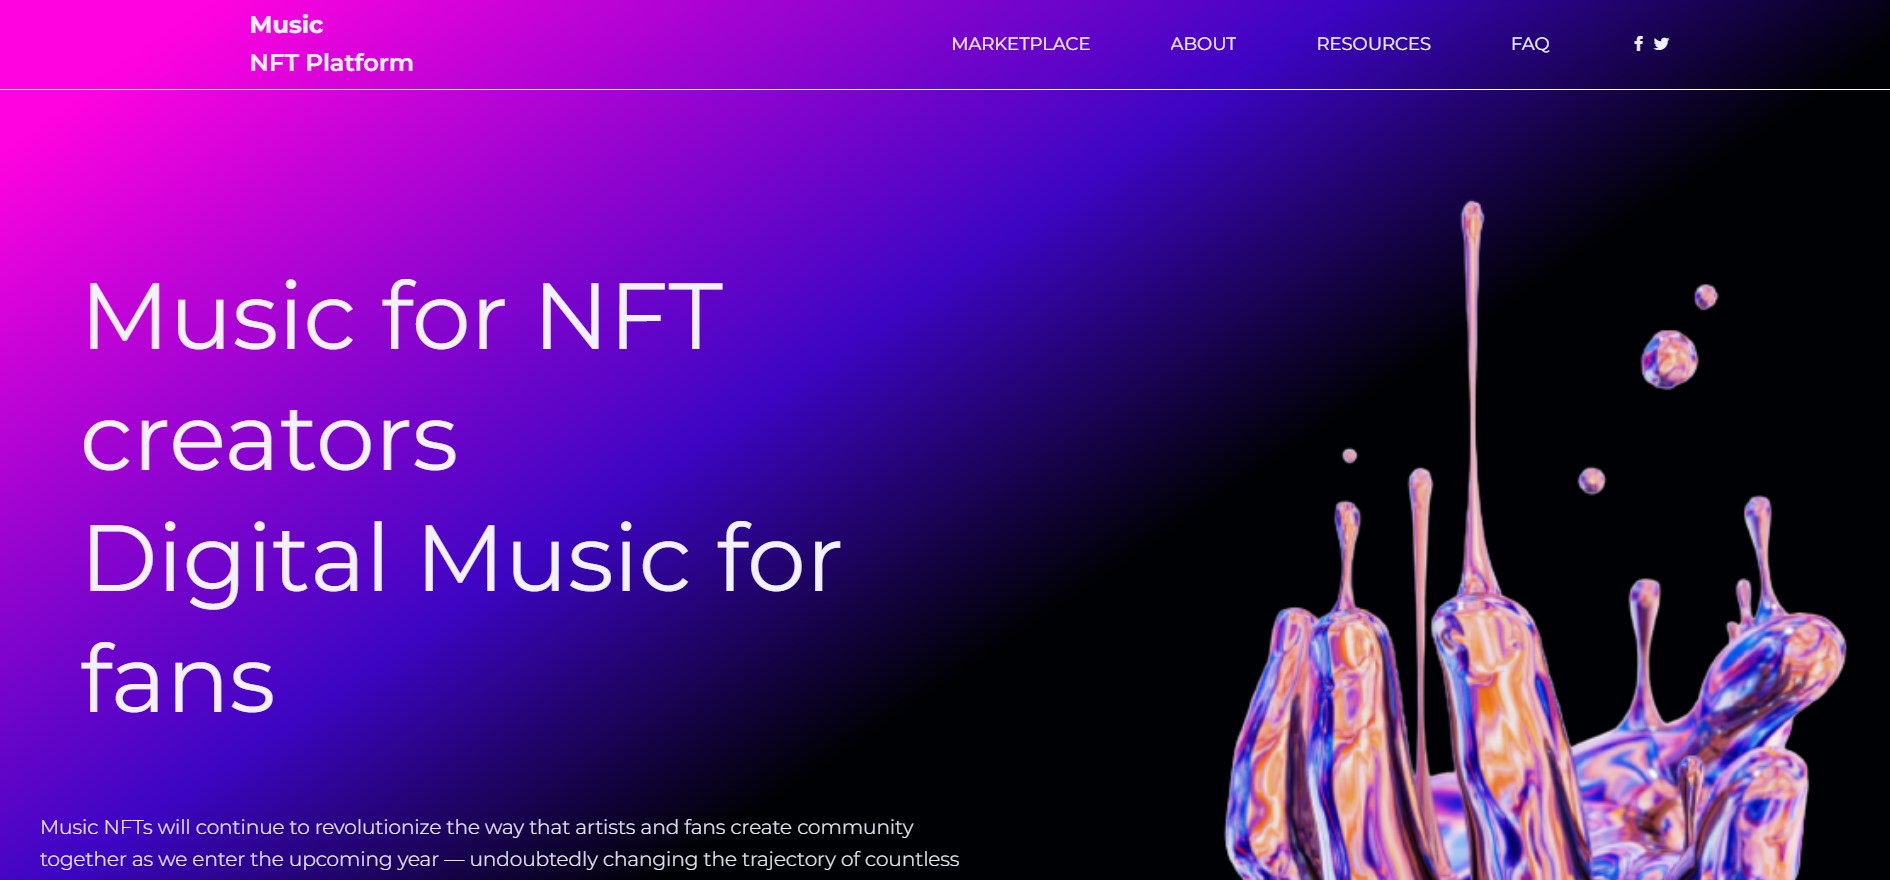 Music
NFT Platform
MARKETPLACE ABOUT RESOURCES FAQ
Music for NFT
creators
Digital Music for
fans
Music NFTs will continue to revolutionize the way that artists and fans create community
together as we enter the upcoming year — undoubtedly changing the trajectory of countless